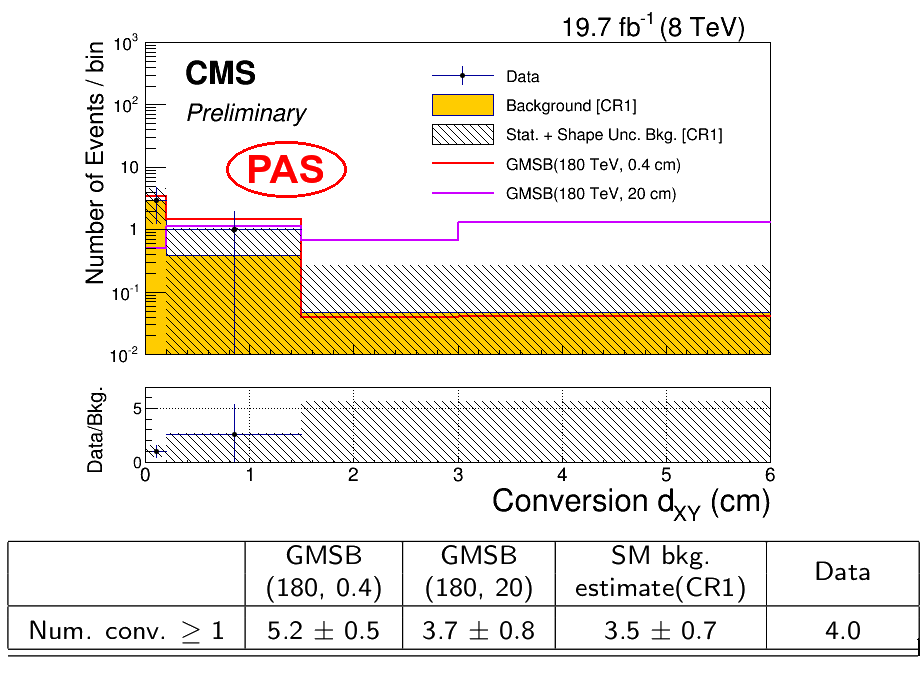 19.7 fb⁻¹ (8 TeV)
Number of Events / bin
10³
10²
10
1
10⁻¹
10⁻²
CMS
Preliminary
PAS
Data
Background [CR1]
Stat. + Shape Unc. Bkg. [CR1]
GMSB(180 TeV, 0.4 cm)
GMSB(180 TeV, 20 cm)
Data/Bkg.
5
0
0 1 2 3 4 5 6
Conversion d_XY (cm)
GMSB (180, 0.4) GMSB (180, 20) SM bkg. estimate(CR1) Data
Num. conv. ≥ 1 5.2 ± 0.5 3.7 ± 0.8 3.5 ± 0.7 4.0